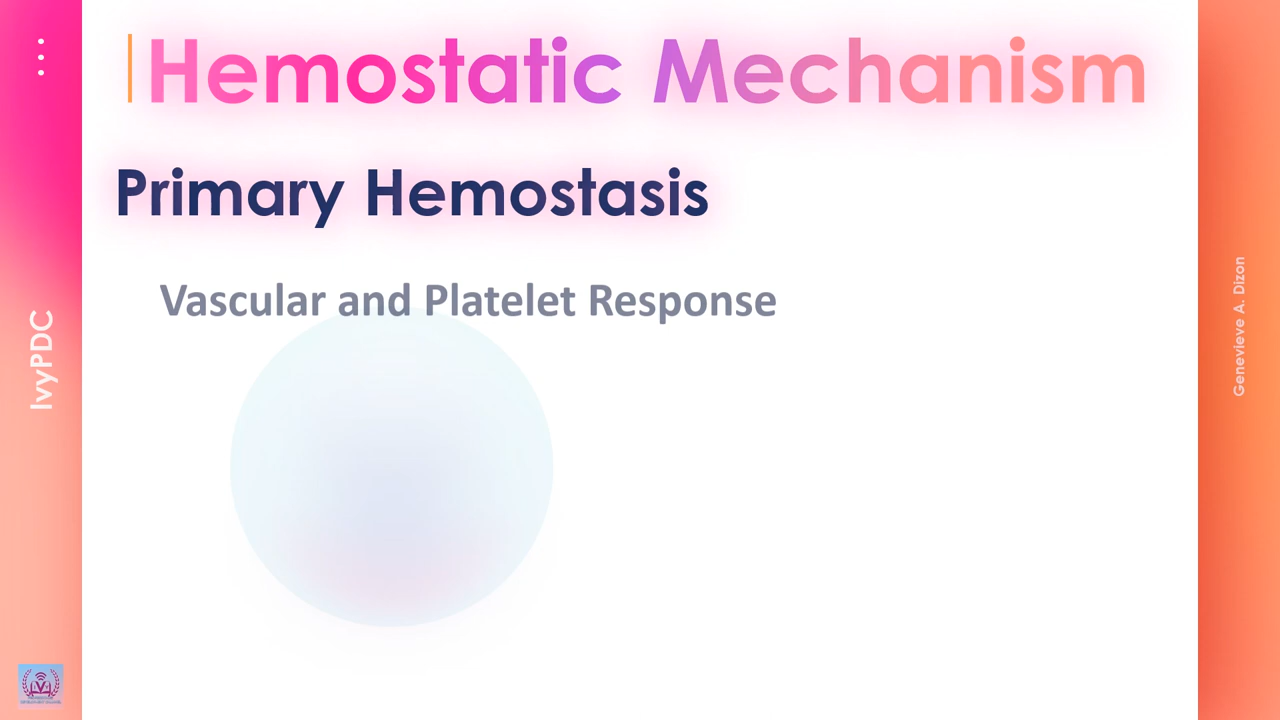 Hemostatic Mechanism
Primary Hemostasis
Vascular and Platelet Response
IvyPDC
Genevieve A. Dizon